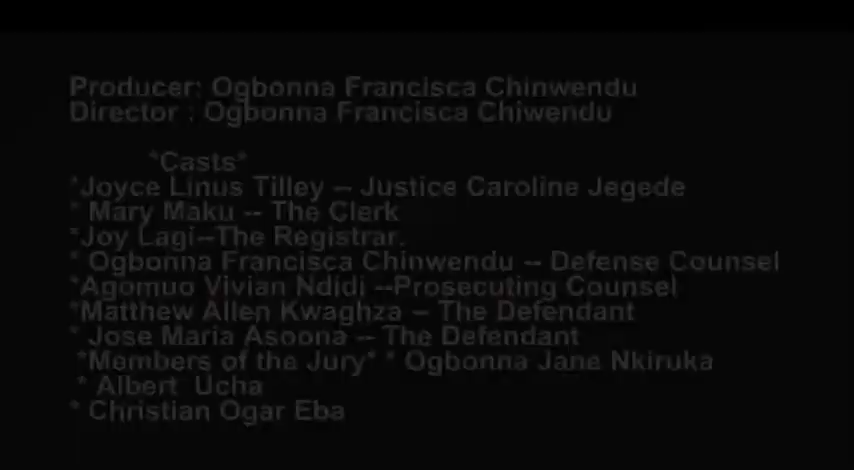 Producer: Ogbonna Francisca Chinwendu
Director : Ogbonna Francisca Chiwendu
*Casts*
*Joyce Linus Tilley -- Justice Caroline Jegede
* Mary Maku -- The Clerk
*Joy Lagi--The Registrar.
* Ogbonna Francisca Chinwendu -- Defense Counsel
*Agomuo Vivian Ndidi --Prosecuting Counsel
*Matthew Allen Kwaghza -- The Defendant
* Jose Maria Asoona -- The Defendant
*Members of the Jury* * Ogbonna Jane Nkiruka
* Albert  Ucha
* Christian Ogar Eba